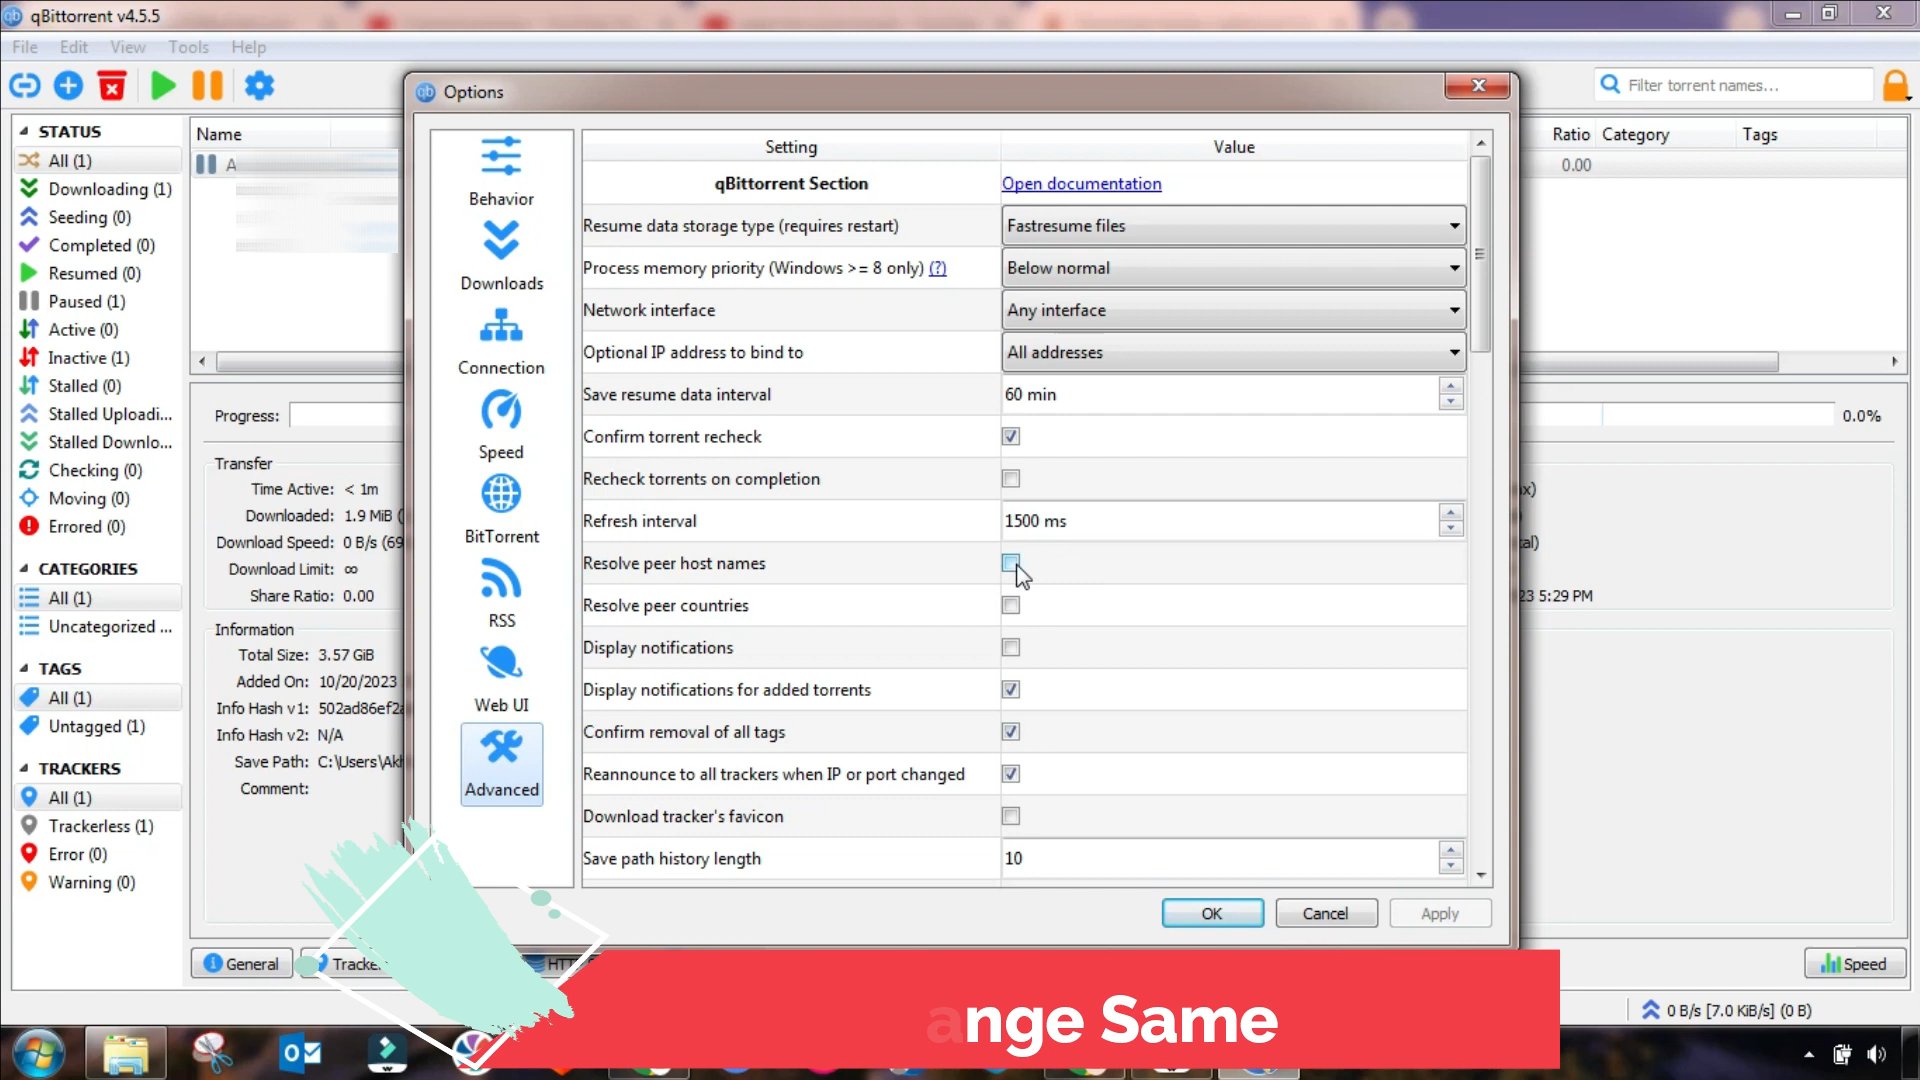 qBittorrent v4.5.5
File Edit View Tools Help
Filter torrent names...
STATUS
All (1)
Downloading (1)
Seeding (0)
Completed (0)
Resumed (0)
Paused (1)
Active (0)
Inactive (1)
Stalled (0)
Stalled Uploadi...
Stalled Downlo...
Checking (0)
Moving (0)
Errored (0)
CATEGORIES
All (1)
Uncategorized ...
TAGS
All (1)
Untagged (1)
TRACKERS
All (1)
Trackerless (1)
Error (0)
Warning (0)
Name
A
Progress:
Transfer
Time Active: < 1m
Downloaded: 1.9 MiB (
Download Speed: 0 B/s (69
Download Limit: ∞
Share Ratio: 0.00
Information
Total Size: 3.57 GiB
Added On: 10/20/2023
Info Hash v1: 502ad86ef2a
Info Hash v2: N/A
Save Path: C:\Users\Akh
Comment:
General
Options
Behavior
Downloads
Connection
Speed
BitTorrent
RSS
Web UI
Advanced
Setting Value
qBittorrent Section Open documentation
Resume data storage type (requires restart) Fastresume files
Process memory priority (Windows >= 8 only) (?) Below normal
Network interface Any interface
Optional IP address to bind to All addresses
Save resume data interval 60 min
Confirm torrent recheck
Recheck torrents on completion
Refresh interval 1500 ms
Resolve peer host names
Resolve peer countries
Display notifications
Display notifications for added torrents
Confirm removal of all tags
Reannounce to all trackers when IP or port changed
Download tracker's favicon
Save path history length 10
OK Cancel Apply
Ratio Category Tags
0.00
0.0%
23 5:29 PM
Speed
0 B/s [7.0 KiB/s] (0 B)
ange Same